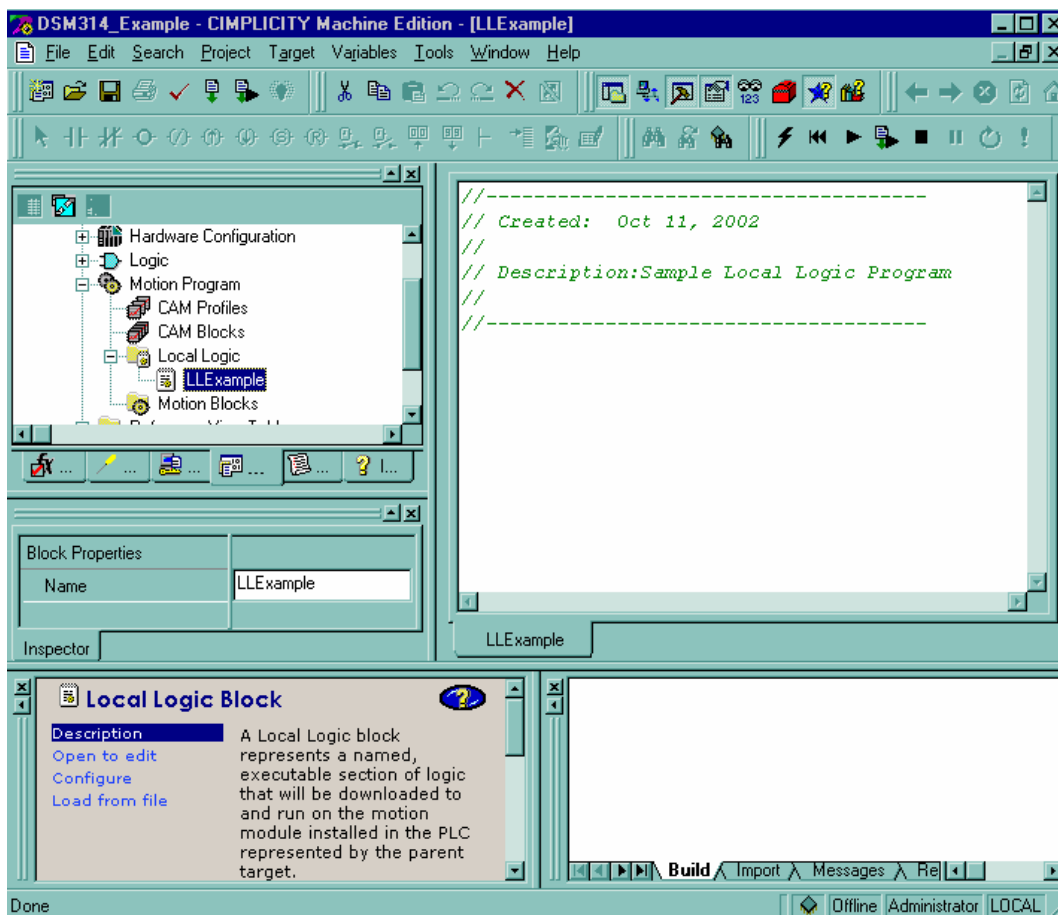 DSM314_Example - CIMPLICITY Machine Edition - [LLExample]
File Edit Search Project Target Variables Tools Window Help
123
Hardware Configuration
Logic
Motion Program
CAM Profiles
CAM Blocks
Local Logic
LLExample
Motion Blocks
... ... ... ... ... I...
Block Properties
Name LLExample
Inspector
//-------------------------------------
// Created: Oct 11, 2002
//
// Description:Sample Local Logic Program
//
//-------------------------------------
LLExample
Local Logic Block
Description
Open to edit
Configure
Load from file
A Local Logic block
represents a named,
executable section of logic
that will be downloaded to
and run on the motion
module installed in the PLC
represented by the parent
target.
Build Import Messages Re
Done
Offline Administrator LOCAL